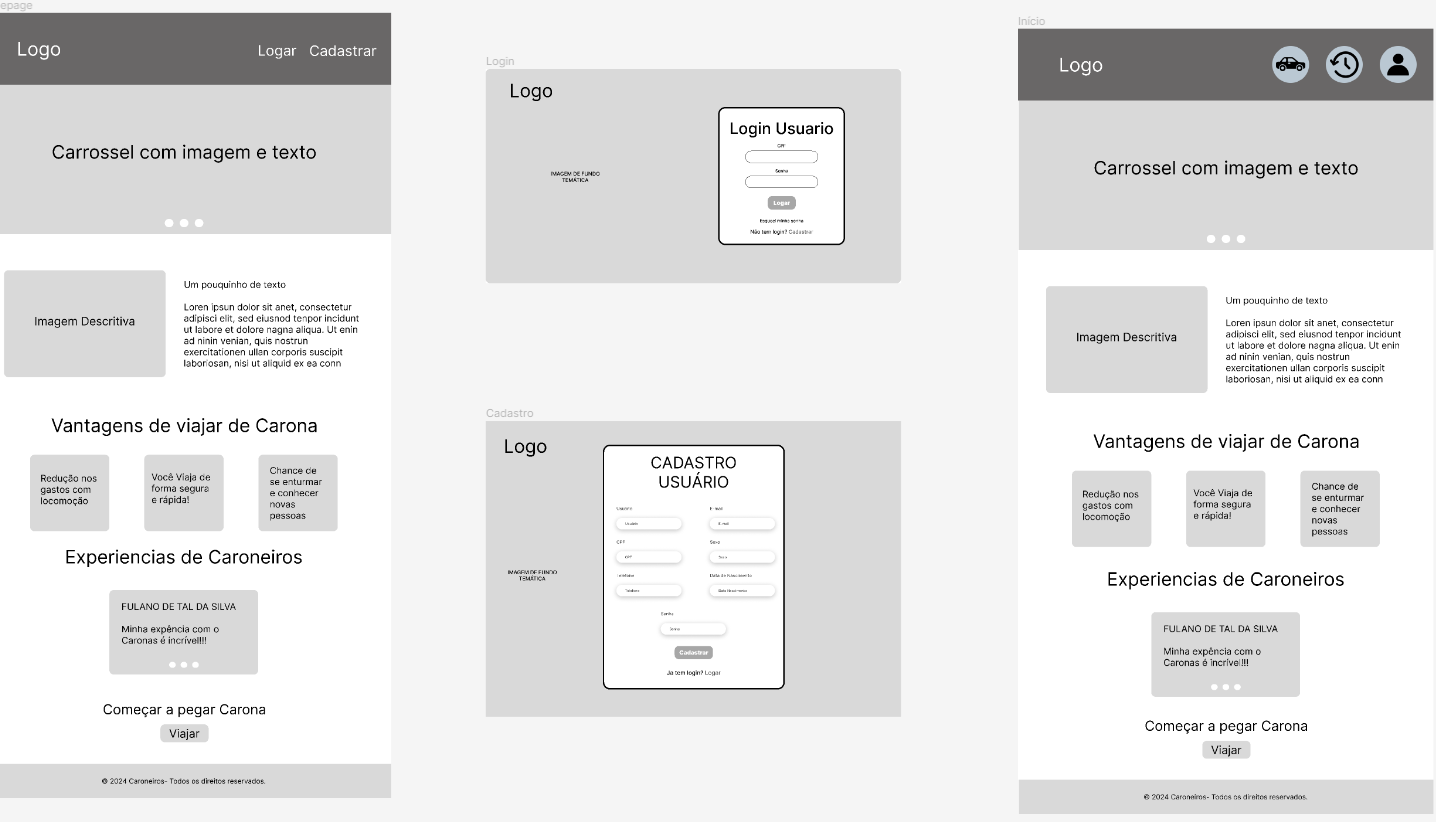 epage
Logo
Logar
Cadastrar
Carrossel com imagem e texto
Imagem Descritiva
Um pouquinho de texto
Loren ipsun dolor sit anet, consectetur
adipisci elit, sed eiusnod tenpor incidunt
ut labore et dolore nagna aliqua. Ut enin
ad ninin venian, quis nostrun
exercitationen ullan corporis suscipit
laboriosan, nisi ut aliquid ex ea conn
Vantagens de viajar de Carona
Redução nos
gastos com
locomoção
Você Viaja de
forma segura
e rápida!
Chance de
se enturmar
e conhecer
novas
pessoas
Experiencias de Caroneiros
FULANO DE TAL DA SILVA
Minha expência com o
Caronas é incrível!!!
Começar a pegar Carona
Viajar
© 2024 Caroneiros- Todos os direitos reservados.
Login
Logo
IMAGEM DE FUNDO
TEMÁTICA
Login Usuario
CPF
Senha
Logar
Esqueci minha senha
Não tem login? Cadastrar
Cadastro
Logo
IMAGEM DE FUNDO
TEMÁTICA
CADASTRO
USUÁRIO
Usuário
Usuário
E-mail
E-mail
CPF
CPF
Sexo
Sexo
Telefone
Telefone
Data de Nascimento
Data Nascimento
Senha
Senha
Cadastrar
Já tem login? Logar
Início
Logo
Carrossel com imagem e texto
Imagem Descritiva
Um pouquinho de texto
Loren ipsun dolor sit anet, consectetur
adipisci elit, sed eiusnod tenpor incidunt
ut labore et dolore nagna aliqua. Ut enin
ad ninin venian, quis nostrun
exercitationen ullan corporis suscipit
laboriosan, nisi ut aliquid ex ea conn
Vantagens de viajar de Carona
Redução nos
gastos com
locomoção
Você Viaja de
forma segura
e rápida!
Chance de
se enturmar
e conhecer
novas
pessoas
Experiencias de Caroneiros
FULANO DE TAL DA SILVA
Minha expência com o
Caronas é incrível!!!
Começar a pegar Carona
Viajar
© 2024 Caroneiros- Todos os direitos reservados.